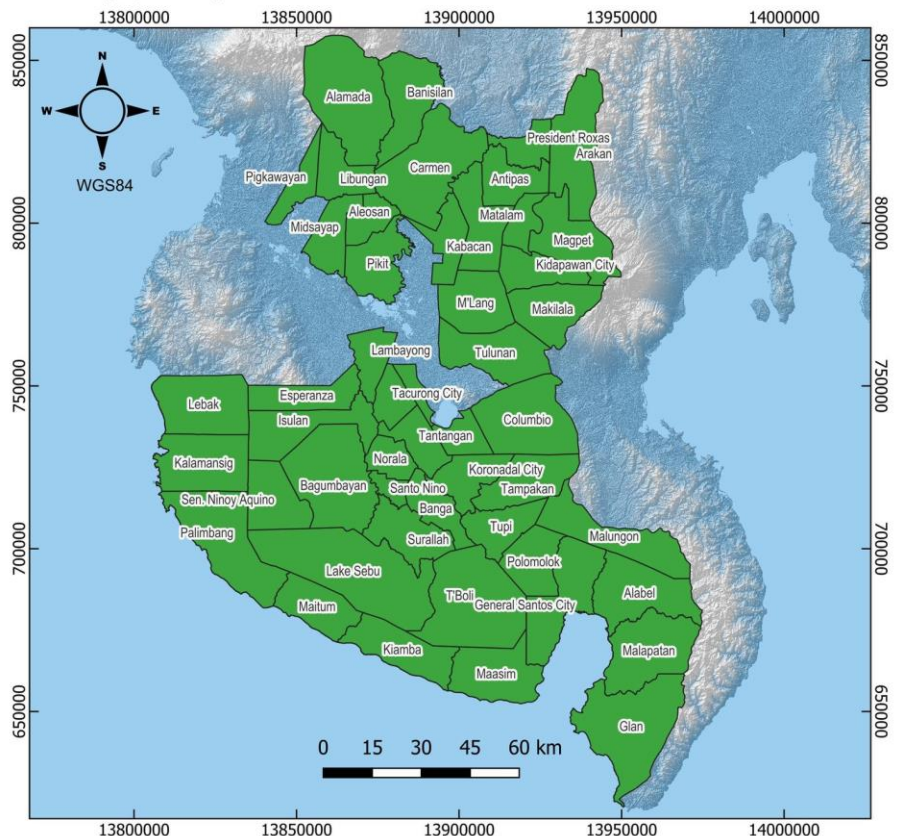 13800000 13850000 13900000 13950000 14000000
850000
850000
N
W E
S
WGS84
Alamada
Banisilan
President Roxas
Arakan
Pigkawayan
Libungan
Carmen
Antipas
800000
800000
Midsayap
Aleosan
Matalam
Kabacan
Magpet
Pikit
Kidapawan City
M'Lang
Makilala
Lambayong
Tulunan
750000
750000
Lebak
Esperanza
Tacurong City
Isulan
Columbio
Tantangan
Kalamansig
Norala
Koronadal City
Bagumbayan
Santo Nino
Tampakan
Sen. Ninoy Aquino
Banga
Palimbang
Surallah
Tupi
Malungon
700000
700000
Lake Sebu
Polomolok
T'Boli
General Santos City
Alabel
Maitum
Kiamba
Malapatan
Maasim
650000
650000
Glan
0 15 30 45 60 km
13800000 13850000 13900000 13950000 14000000